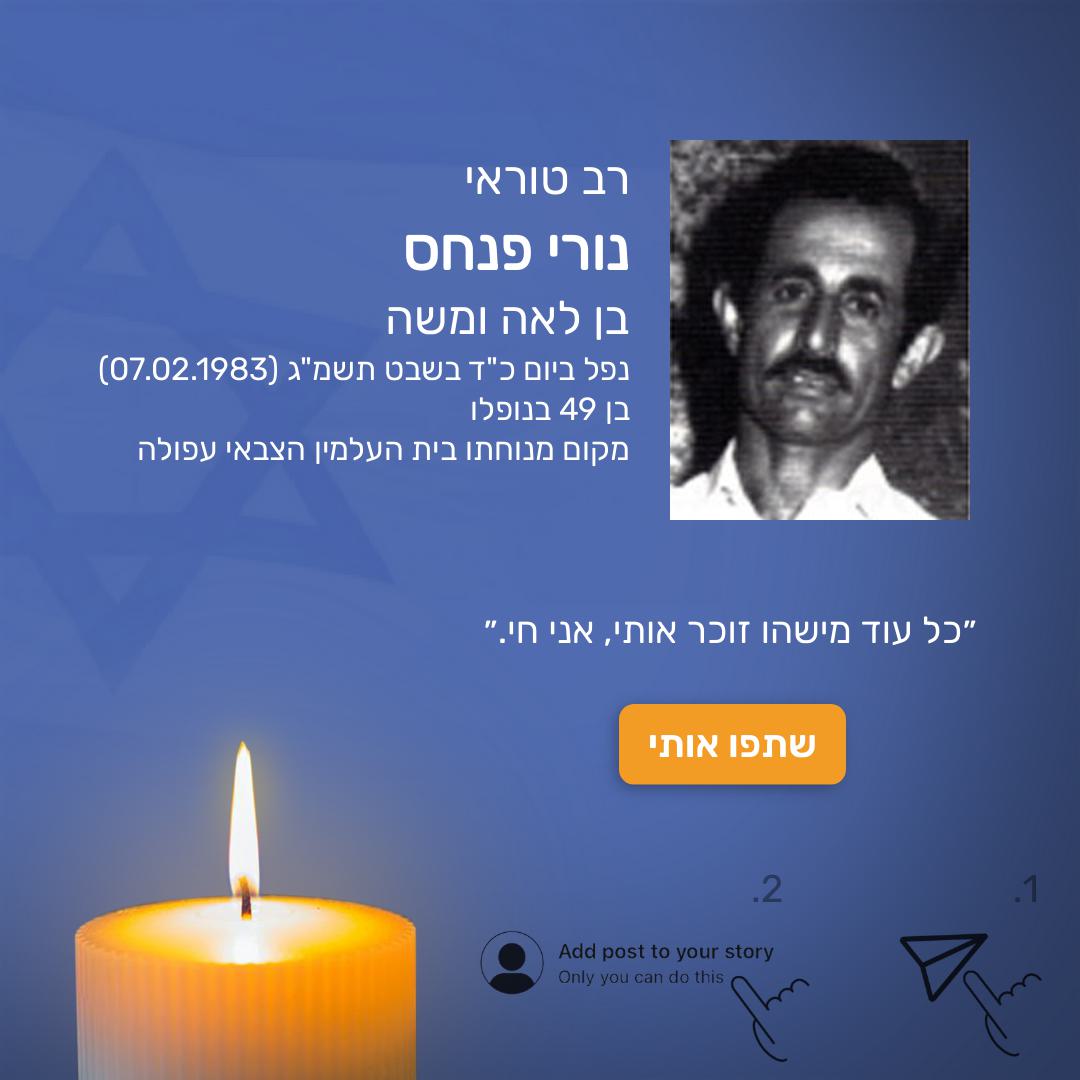 רב טוראי
נורי פנחס
בן לאה ומשה
נפל ביום כ"ד בשבט תשמ"ג (07.02.1983)
בן 49 בנופלו
מקום מנוחתו בית העלמין הצבאי עפולה
״כל עוד מישהו זוכר אותי, אני חי.״
שתפו אותי
.1
.2
Add post to your story
Only you can do this